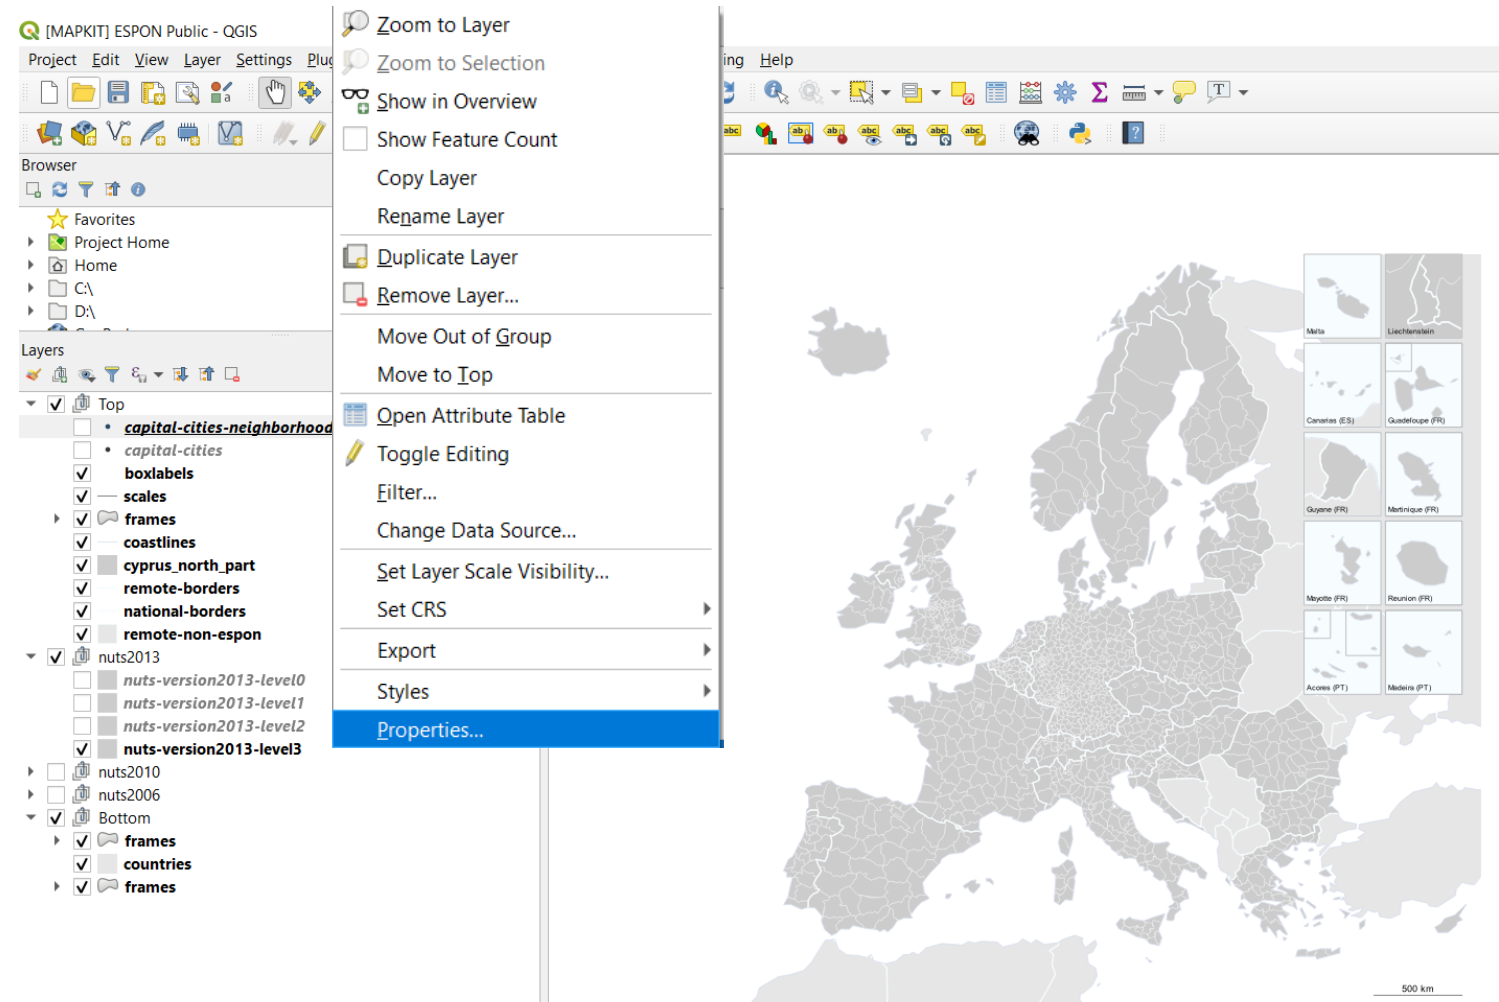 [MAPKIT] ESPON Public - QGIS
Project Edit View Layer Settings
Help
Browser
Favorites
Project Home
Home
C:\
D:\
Layers
Top
capital-cities-neighborhood
capital-cities
boxlabels
scales
frames
coastlines
cyprus_north_part
remote-borders
national-borders
remote-non-espon
nuts2013
nuts-version2013-level0
nuts-version2013-level1
nuts-version2013-level2
nuts-version2013-level3
nuts2010
nuts2006
Bottom
frames
countries
frames
Zoom to Layer
Zoom to Selection
Show in Overview
Show Feature Count
Copy Layer
Rename Layer
Duplicate Layer
Remove Layer...
Move Out of Group
Move to Top
Open Attribute Table
Toggle Editing
Filter...
Change Data Source...
Set Layer Scale Visibility...
Set CRS
Export
Styles
Properties...
Malta
Liechtenstein
Canarias (ES)
Guadeloupe (FR)
Guyane (FR)
Martinique (FR)
Mayotte (FR)
Reunion (FR)
Acores (PT)
Madeira (PT)
500 km